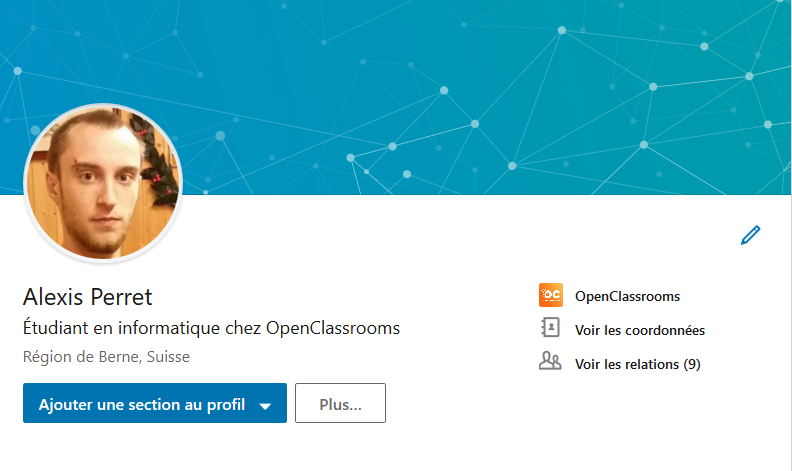 Alexis Perret
Étudiant en informatique chez OpenClassrooms
Région de Berne, Suisse
Ajouter une section au profil
Plus...
OC
OpenClassrooms
Voir les coordonnées
Voir les relations (9)